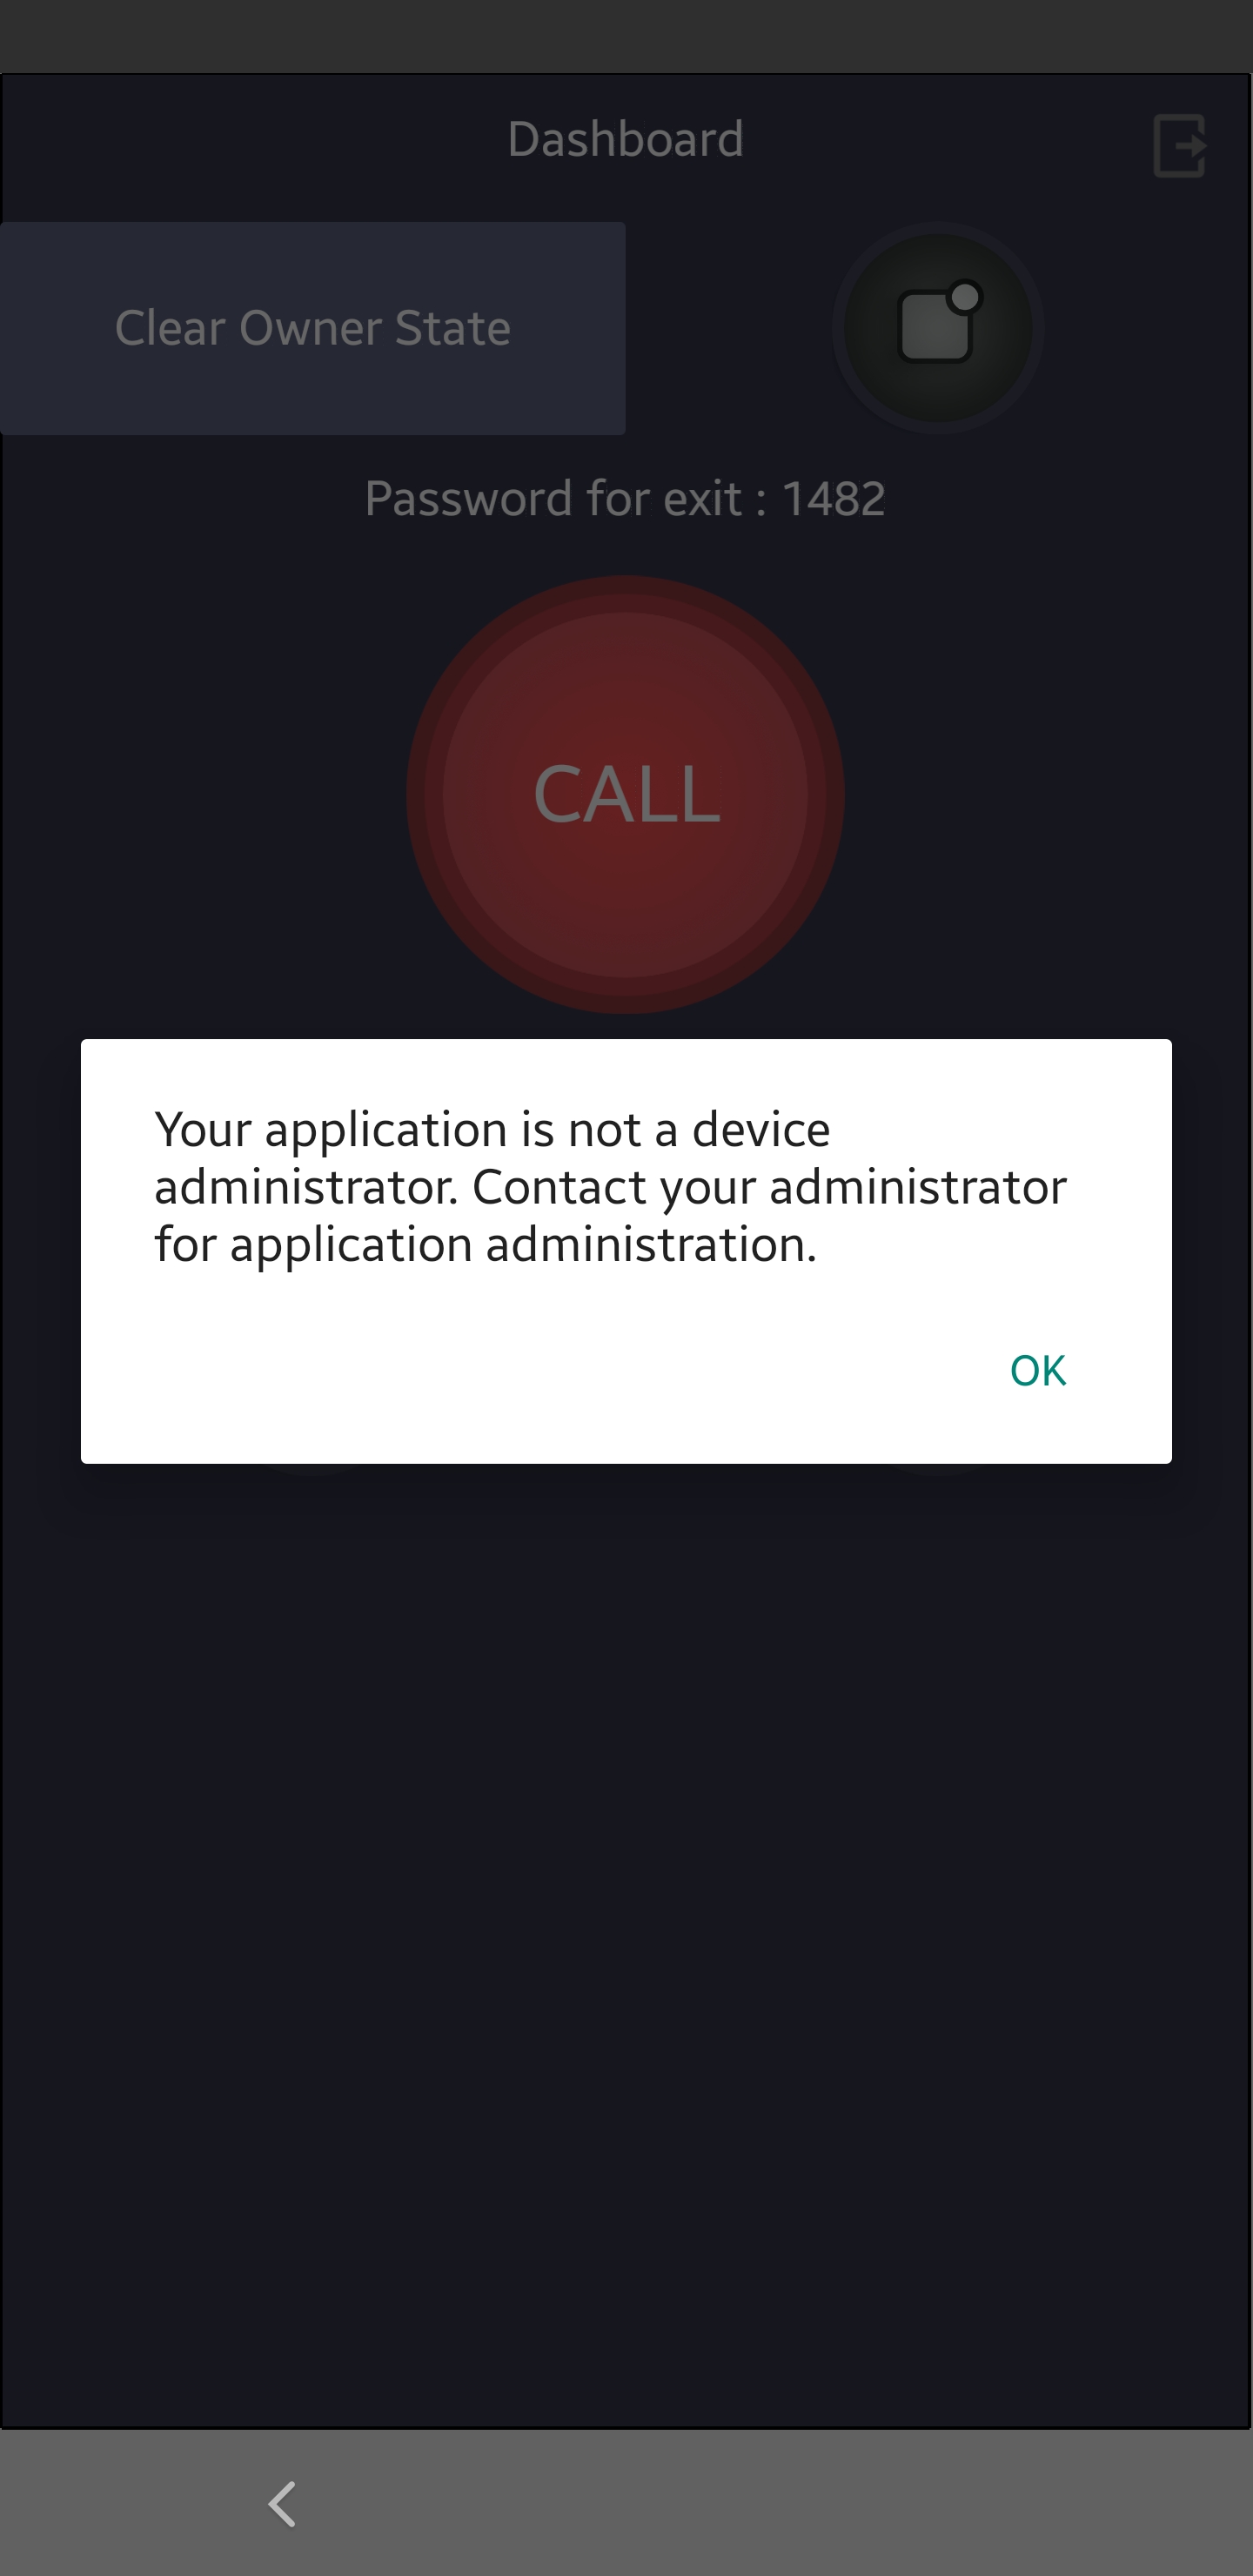 Dashboard
Clear Owner State
Password for exit : 1482
CALL
Your application is not a device
administrator. Contact your administrator
for application administration.
OK